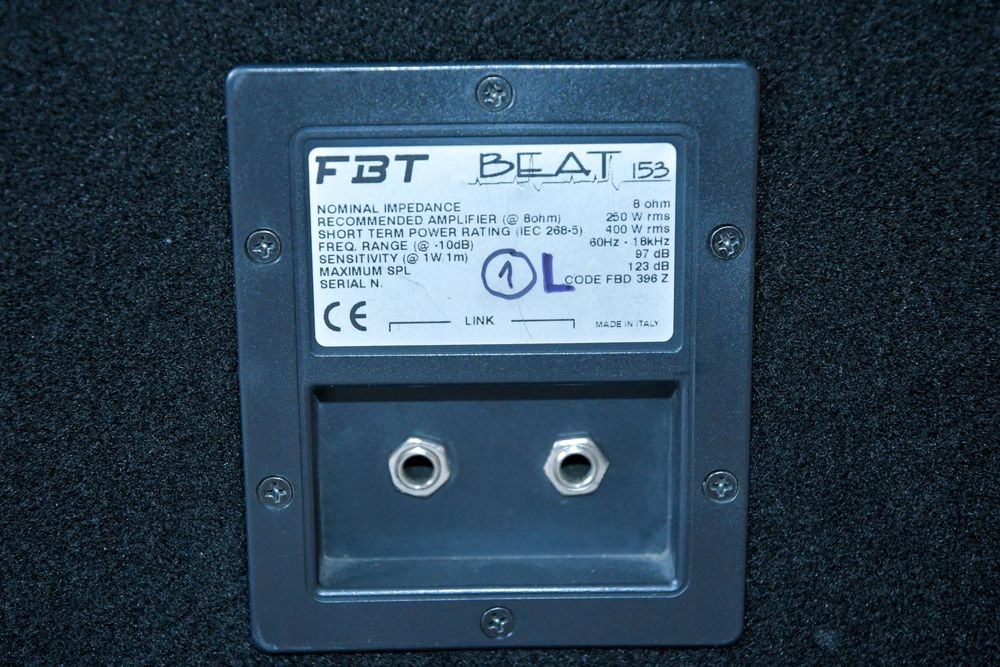 FBT BEAT 153
NOMINAL IMPEDANCE 8 ohm
RECOMMENDED AMPLIFIER (@ 8ohm) 250 W rms
SHORT TERM POWER RATING (IEC 268-5) 400 W rms
FREQ. RANGE (@ -10dB) 60Hz - 18kHz
SENSITIVITY (@ 1W,1m) 97 dB
MAXIMUM SPL 123 dB
SERIAL N. 1 L CODE FBD 396 Z
CE LINK MADE IN ITALY